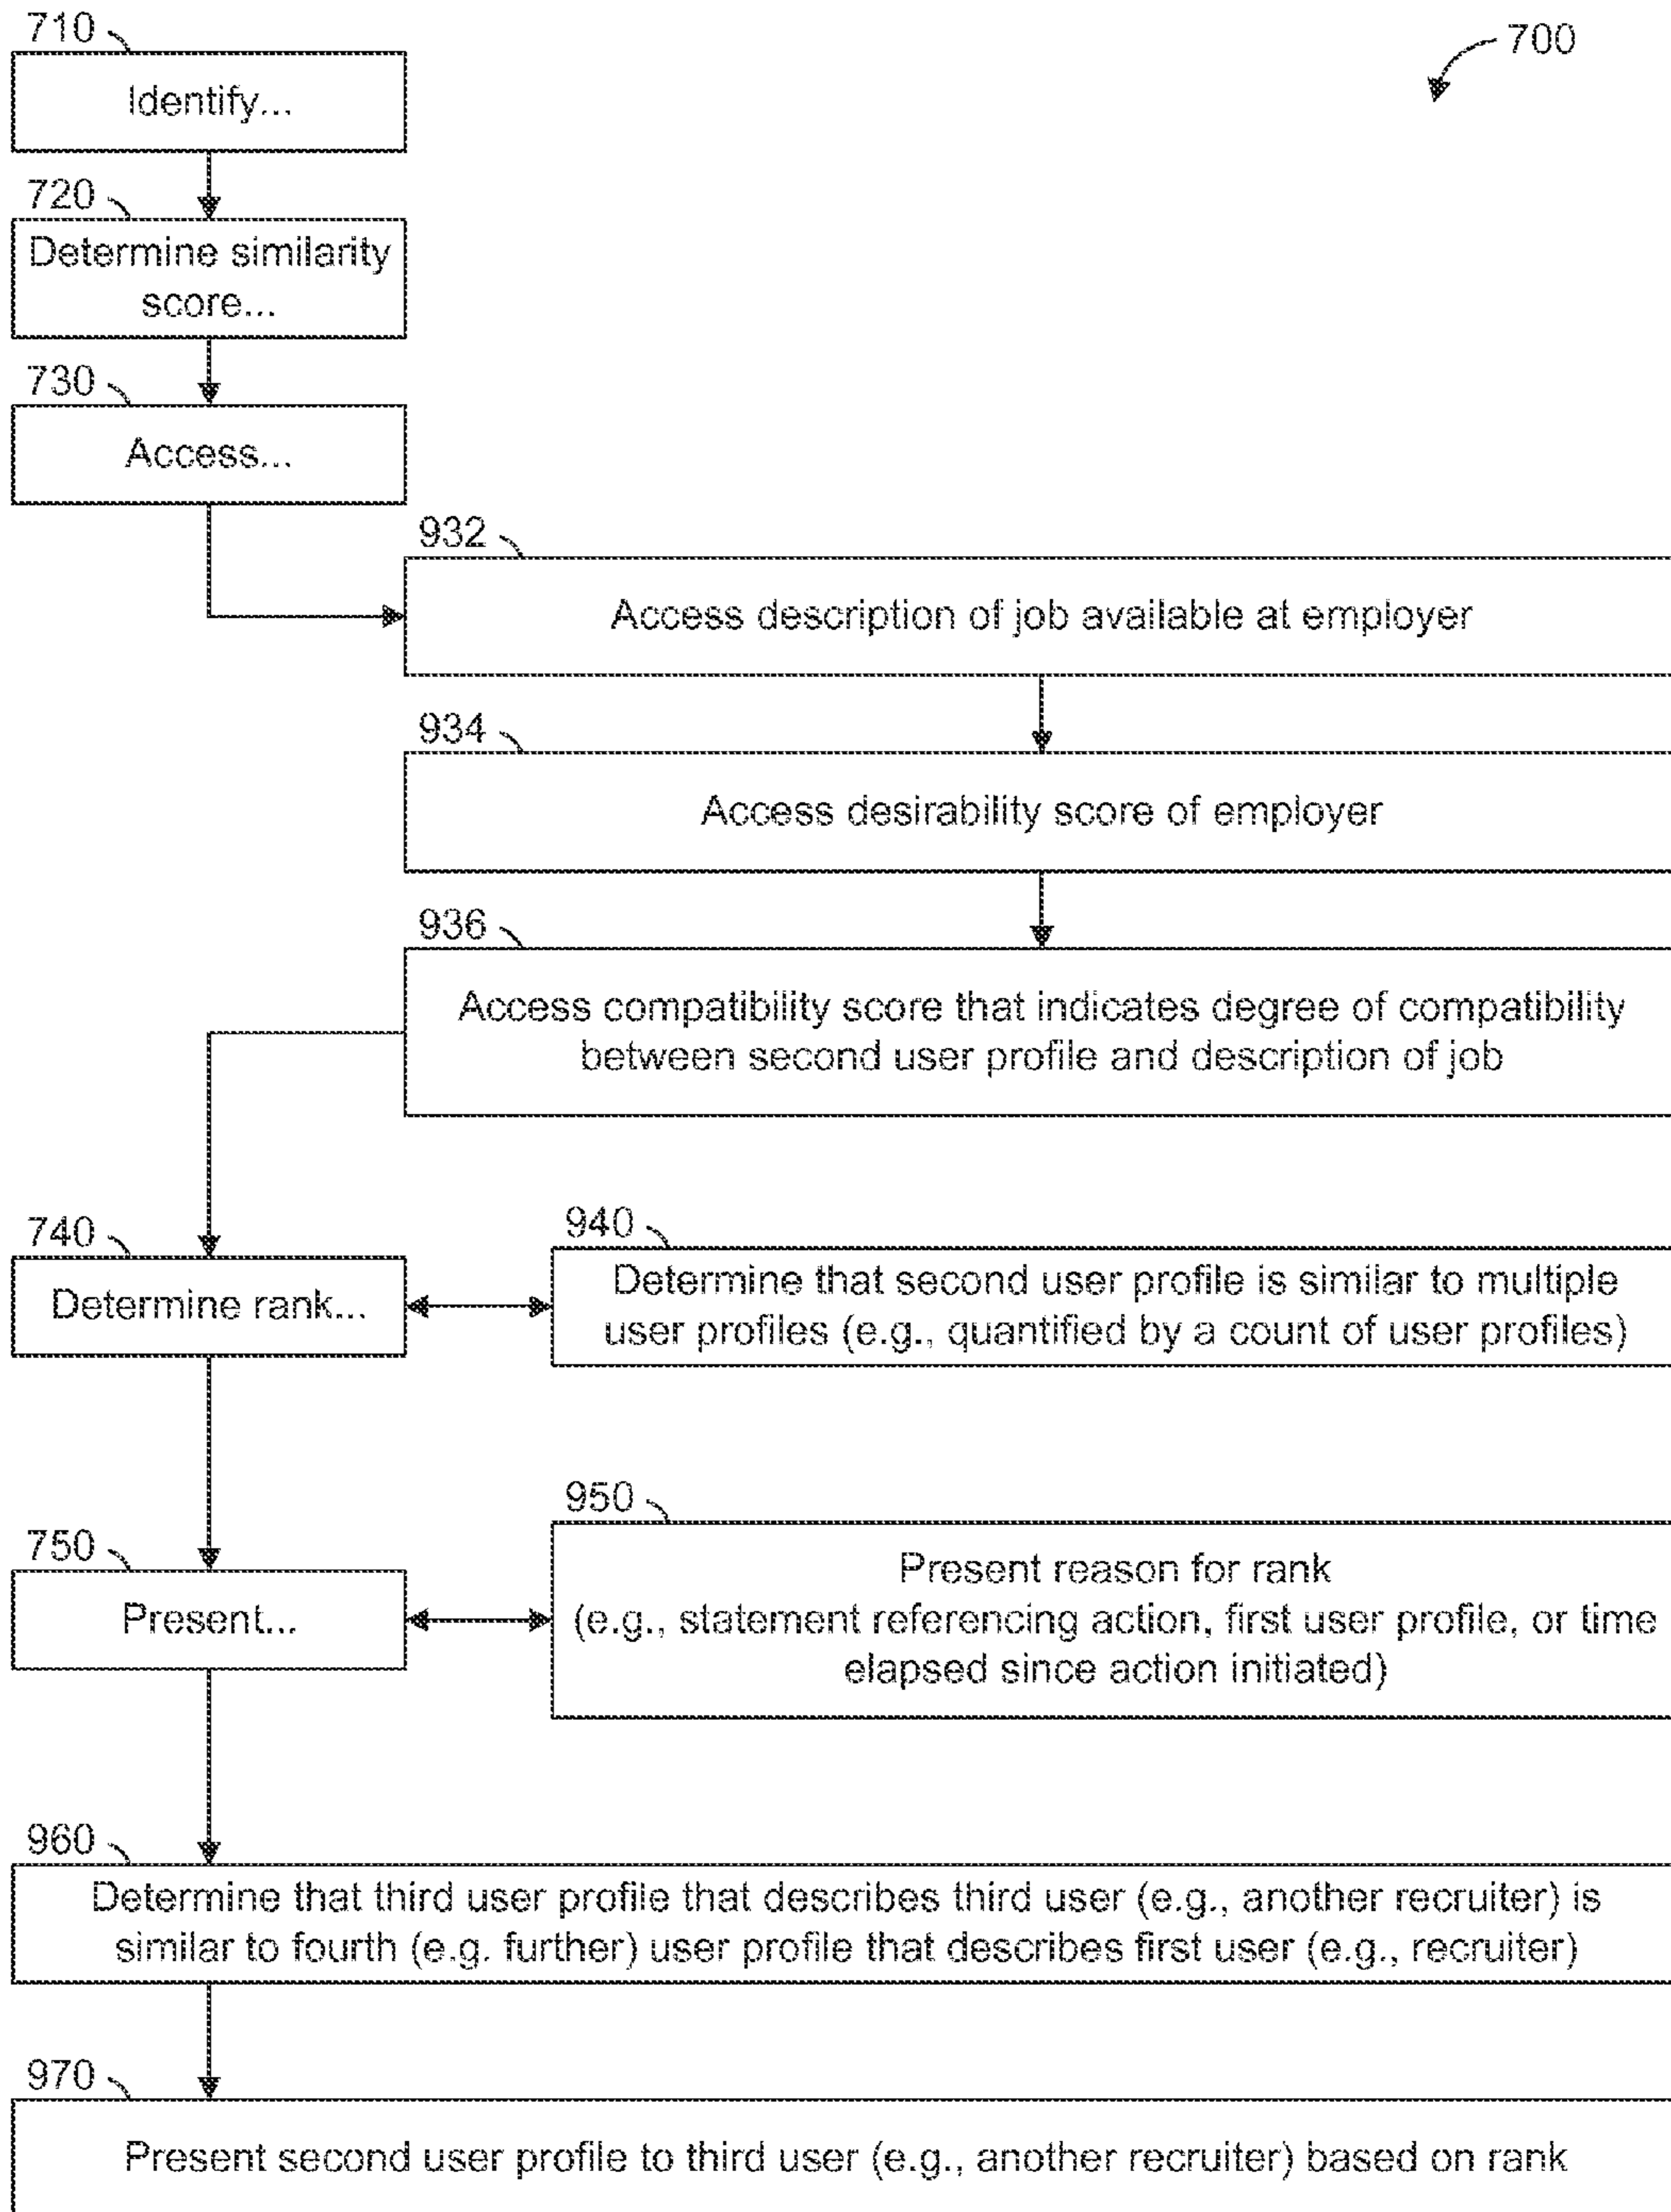 710
700
Identify...
720
Determine similarity
score...
730
Access...
932
Access description of job available at employer
934
Access desirability score of employer
936
Access compatibility score that indicates degree of compatibility
between second user profile and description of job
740
Determine rank...
940
Determine that second user profile is similar to multiple
user profiles (e.g., quantified by a count of user profiles)
750
Present...
950
Present reason for rank
(e.g., statement referencing action, first user profile, or time
elapsed since action initiated)
960
Determine that third user profile that describes third user (e.g., another recruiter) is
similar to fourth (e.g. further) user profile that describes first user (e.g., recruiter)
970
Present second user profile to third user (e.g., another recruiter) based on rank